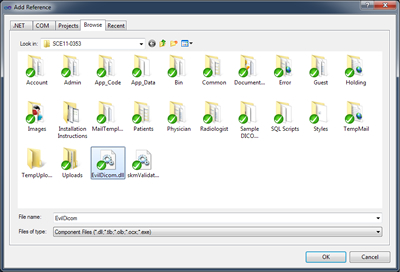 Add Reference
.NET COM Projects Browse Recent
Look in: SCE11-0353
Account Admin App_Code App_Data Bin Common Document... Error Guest Holding
Images Installation Instructions MailTempl... Patients Physician Radiologist Sample DICO... SQL Scripts Styles TempMail
TempUplo... Uploads EvilDicom.dll skmValidat...
File name: EvilDicom
Files of type: Component Files (*.dll;*.tlb;*.olb;*.ocx;*.exe)
OK Cancel